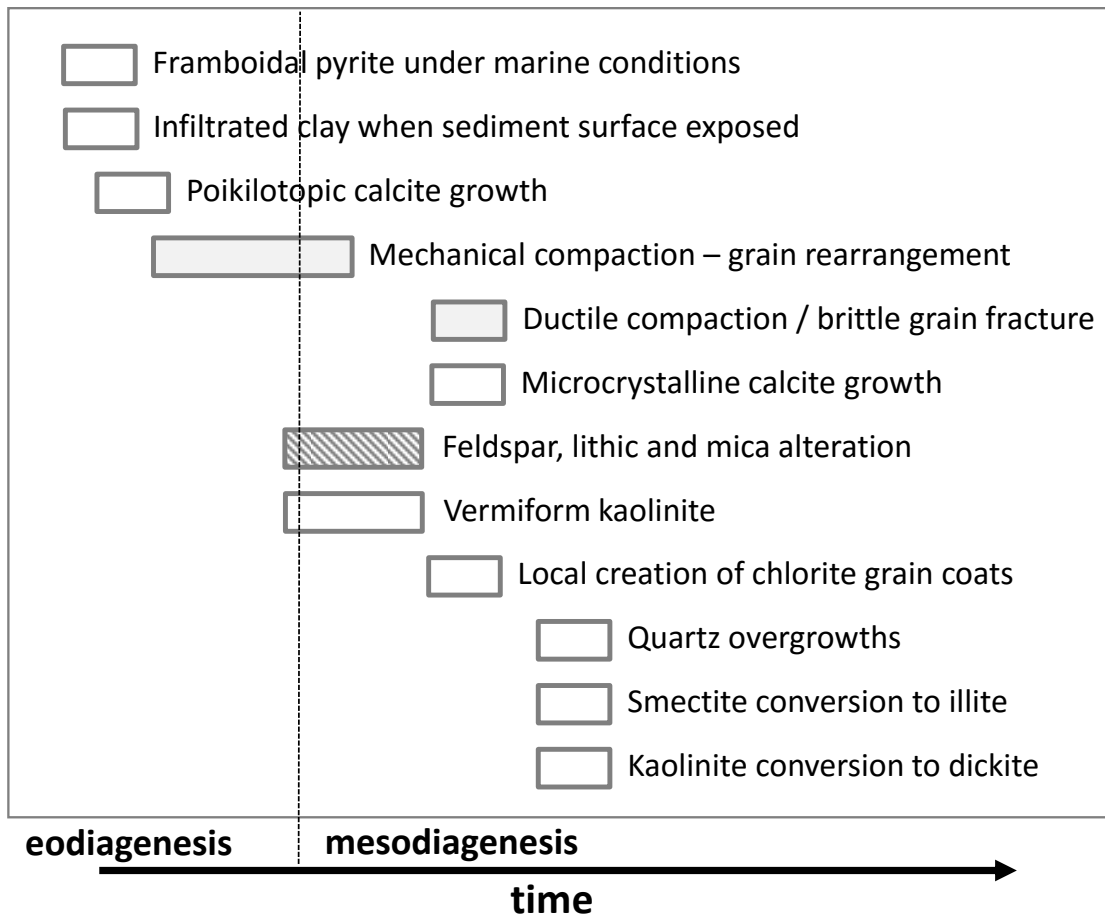 Framboidal pyrite under marine conditions
Infiltrated clay when sediment surface exposed
Poikilotopic calcite growth
Mechanical compaction – grain rearrangement
Ductile compaction / brittle grain fracture
Microcrystalline calcite growth
Feldspar, lithic and mica alteration
Vermiform kaolinite
Local creation of chlorite grain coats
Quartz overgrowths
Smectite conversion to illite
Kaolinite conversion to dickite
eodiagenesis
mesodiagenesis
time